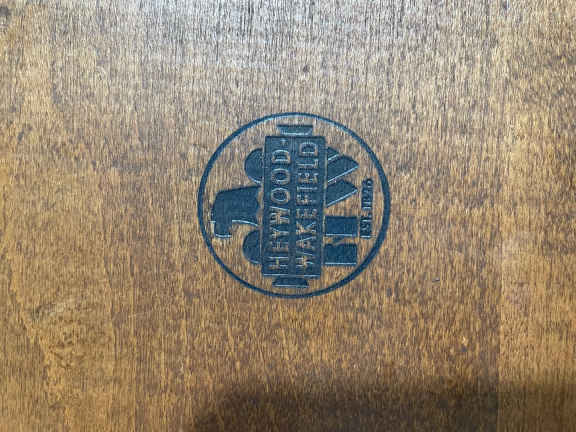 HEYWOOD-
WAKEFIELD
EST. 1826